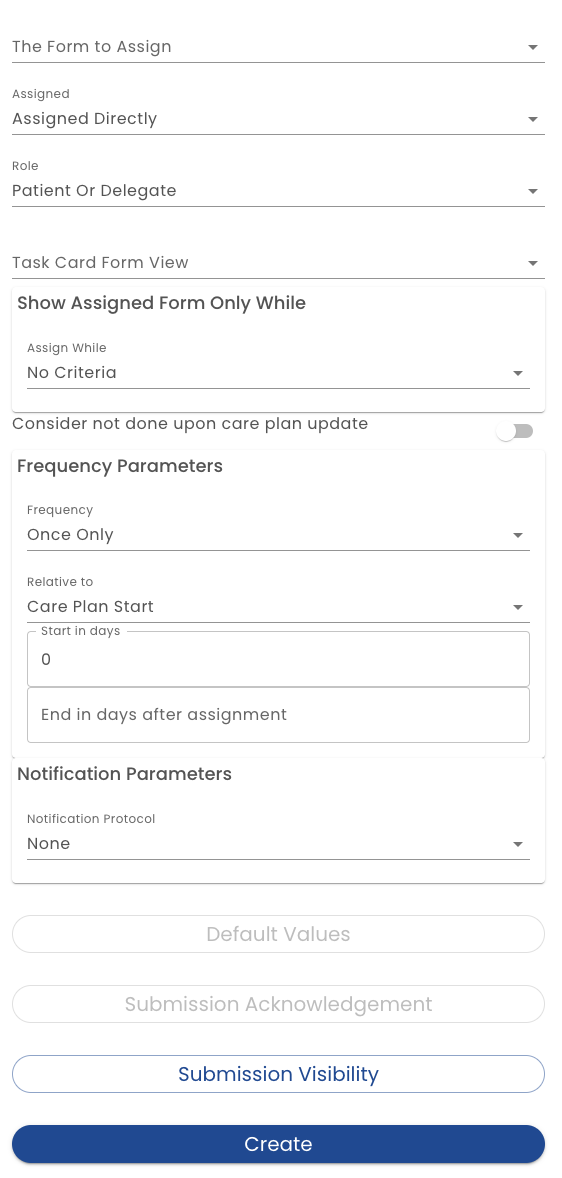 The Form to Assign
Assigned
Assigned Directly
Role
Patient Or Delegate
Task Card Form View
Show Assigned Form Only While
Assign While
No Criteria
Consider not done upon care plan update
Frequency Parameters
Frequency
Once Only
Relative to
Care Plan Start
Start in days
0
End in days after assignment
Notification Parameters
Notification Protocol
None
Default Values
Submission Acknowledgement
Submission Visibility
Create